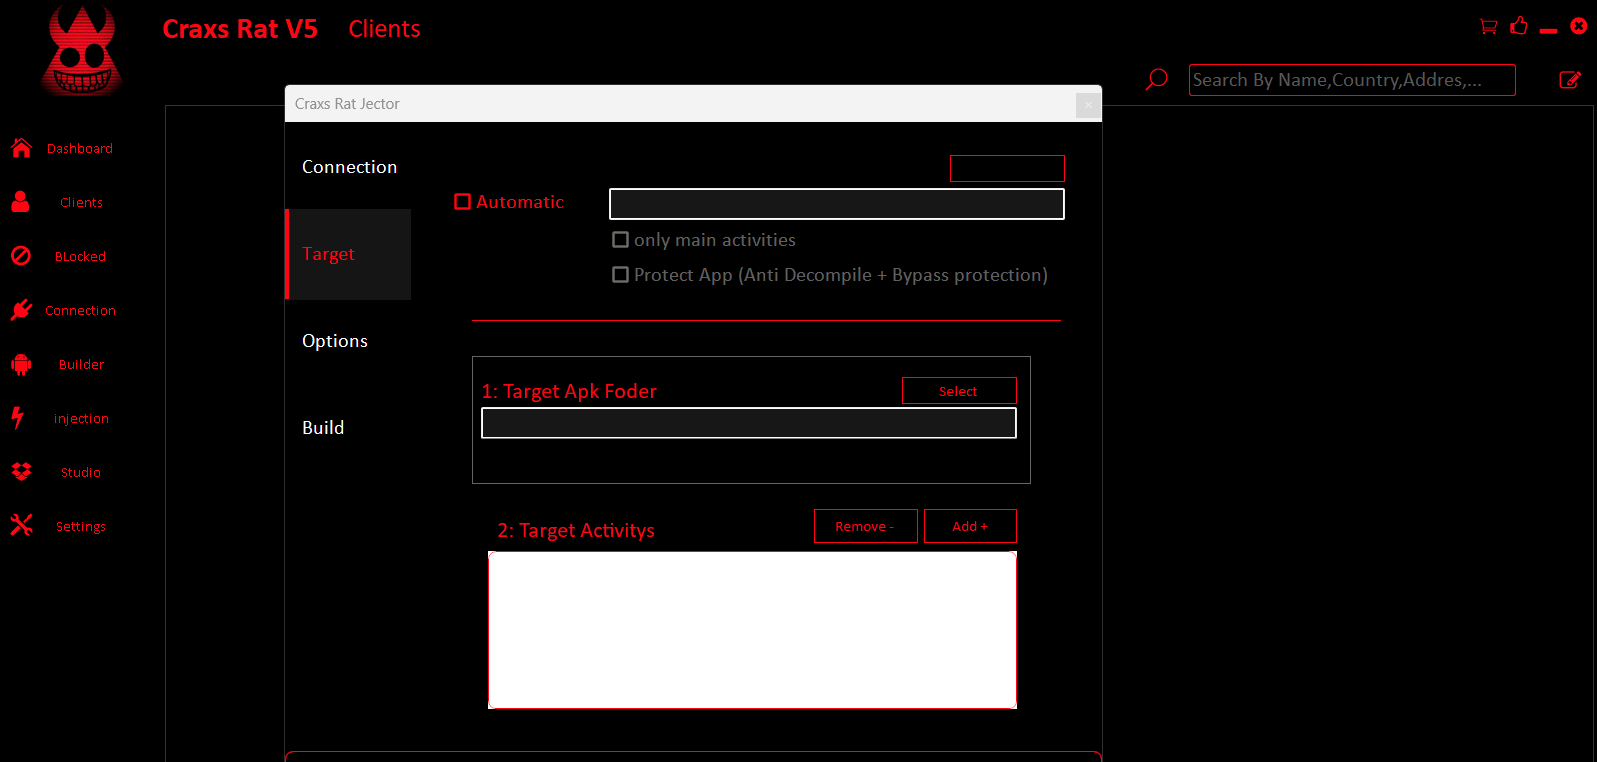 Craxs Rat V5 Clients
Search By Name,Country,Addres,...
Craxs Rat Jector
Dashboard
Clients
BLocked
Connection
Builder
injection
Studio
Settings
Connection
Target
Options
Build
Automatic
only main activities
Protect App (Anti Decompile + Bypass protection)
1: Target Apk Foder
Select
2: Target Activitys
Remove -
Add +